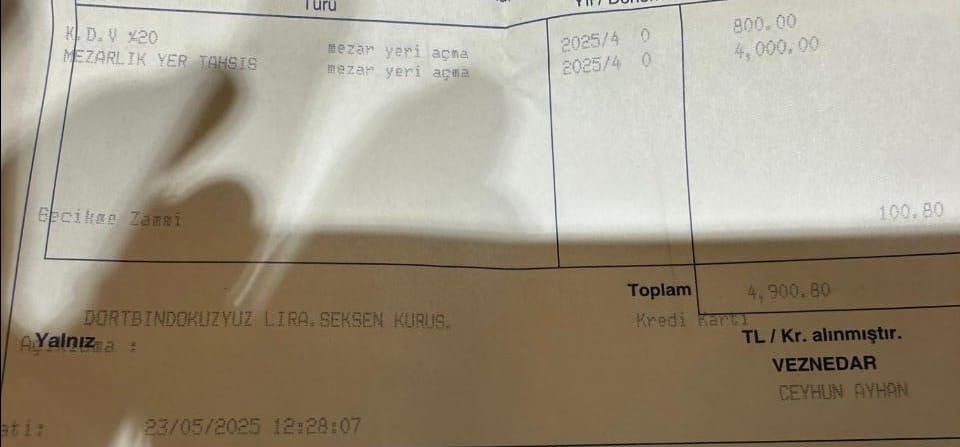 Türü
K.D.V %20 mezar yeri açma 2025/4 0 800.00
MEZARLIK YER TAHSIS mezar yeri açma 2025/4 0 4,000.00
Gecikme Zammi 100.80
Toplam 4,900.80
DORTBINDOKUZYUZ LIRA.SEKSEN KURUS. Kredi Kartı
Yalnız
TL / Kr. alınmıştır.
VEZNEDAR
CEYHUN AYHAN
23/05/2025 12:28:07